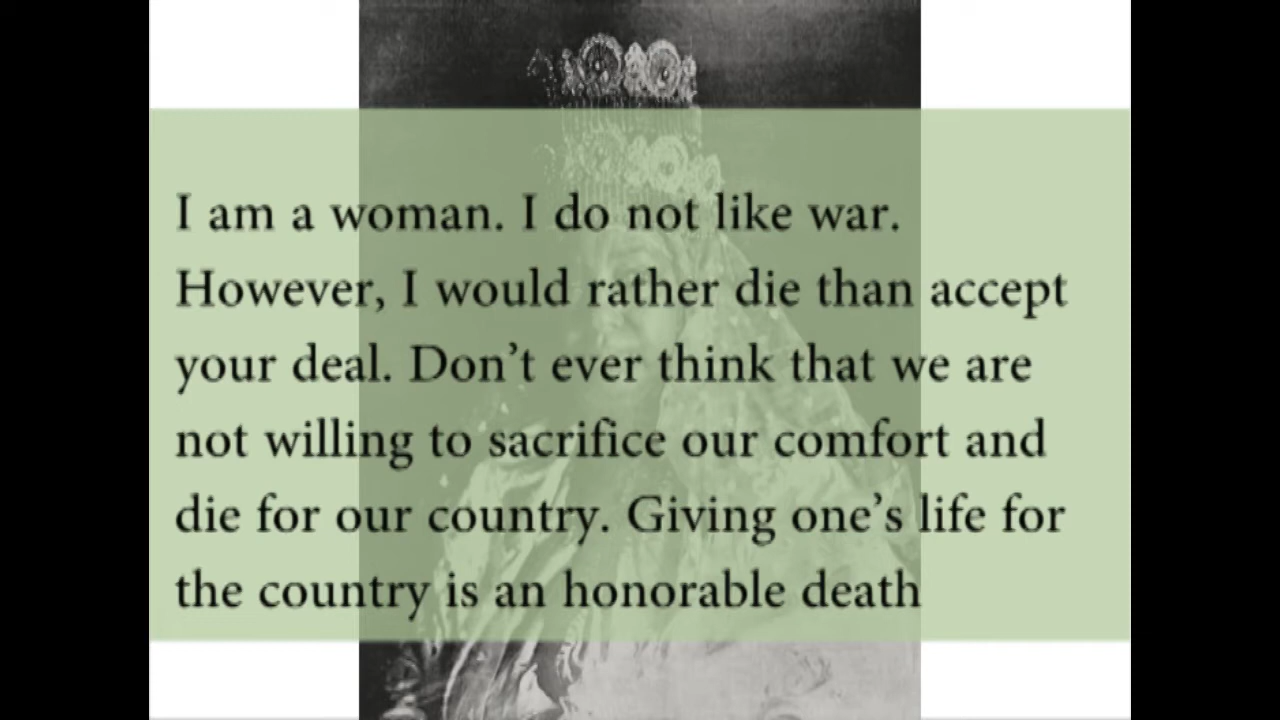 I am a woman. I do not like war.
However, I would rather die than accept
your deal. Don’t ever think that we are
not willing to sacrifice our comfort and
die for our country. Giving one’s life for
the country is an honorable death